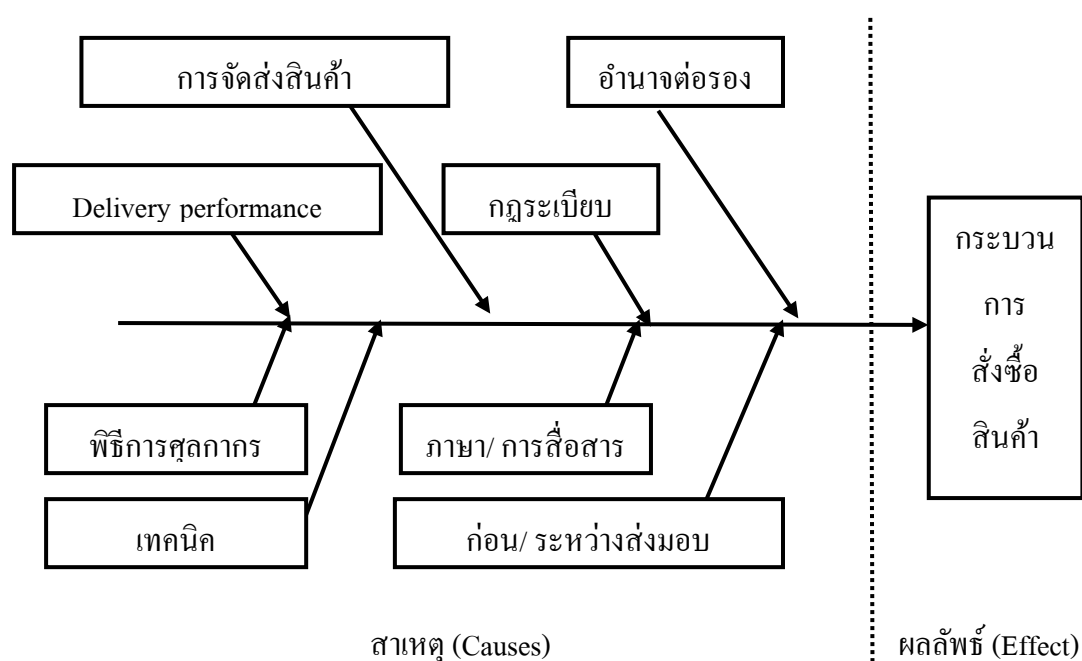 การจัดส่งสินค้า
อำนาจต่อรอง
Delivery performance
กฎระเบียบ
กระบวน
การ
สั่งซื้อ
สินค้า
พิธีการศุลกากร
ภาษา/ การสื่อสาร
เทคนิค
ก่อน/ ระหว่างส่งมอบ
สาเหตุ (Causes)
ผลลัพธ์ (Effect)